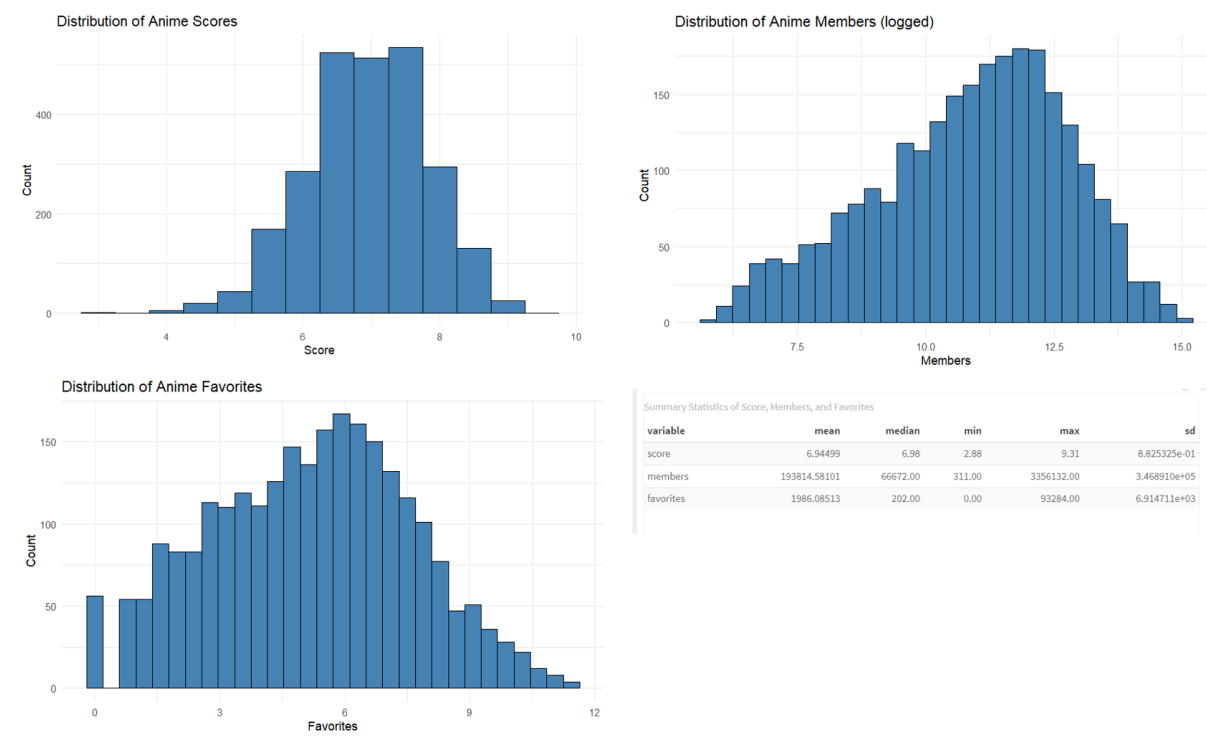 Distribution of Anime Scores
Count
400
200
0
4
6
8
10
Score
Distribution of Anime Members (logged)
Count
150
100
50
0
7.5
10.0
12.5
15.0
Members
Distribution of Anime Favorites
Count
150
100
50
0
0
3
6
9
12
Favorites
Summary Statistics of Score, Members, and Favorites
variable mean median min max sd
score 6.94499 6.98 2.88 9.31 8.825325e-01
members 193814.58101 66672.00 311.00 3356132.00 3.468910e+05
favorites 1986.08513 202.00 0.00 93284.00 6.914711e+03